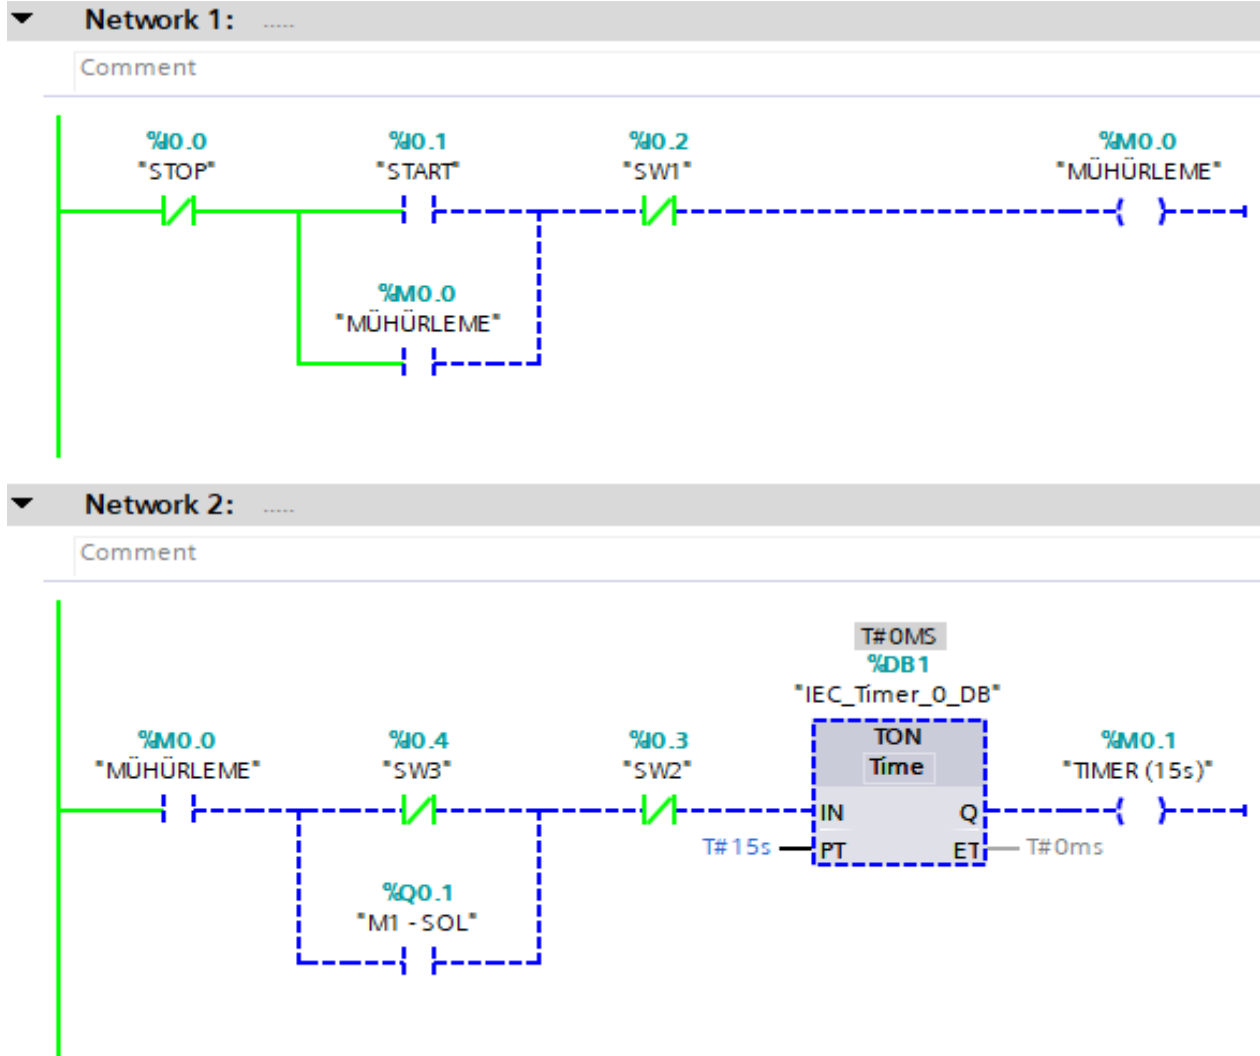 Network 1: .....
Comment
%I0.0 %I0.1 %I0.2 %M0.0
"STOP" "START" "SW1" "MÜHÜRLEME"
%M0.0
"MÜHÜRLEME"
Network 2: .....
Comment
T#0MS
%DB1
"IEC_Timer_0_DB"
%M0.0 %I0.4 %I0.3 TON %M0.1
"MÜHÜRLEME" "SW3" "SW2" Time "TIMER (15s)"
IN Q
T#15s PT ET T#0ms
%Q0.1
"M1 - SOL"